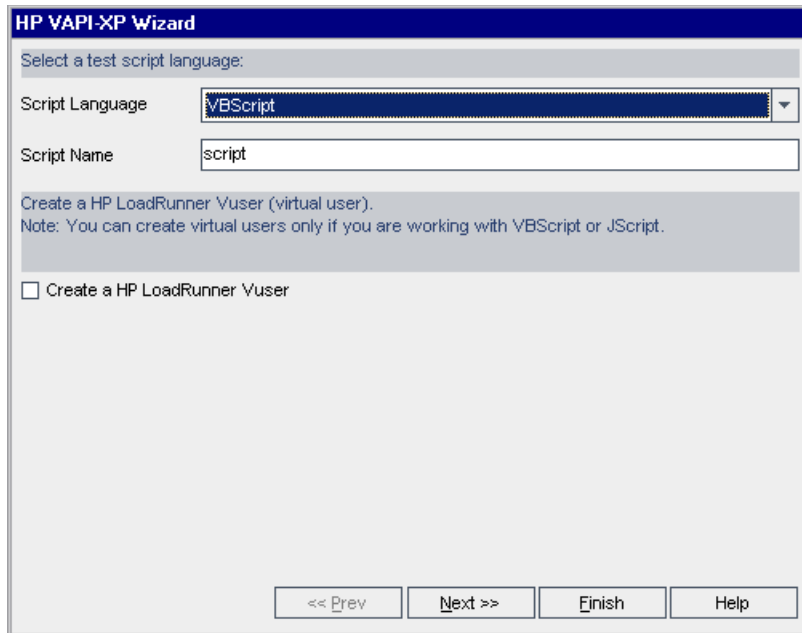 HP VAPI-XP Wizard
Select a test script language:
Script Language VBScript
Script Name script
Create a HP LoadRunner Vuser (virtual user).
Note: You can create virtual users only if you are working with VBScript or JScript.
Create a HP LoadRunner Vuser
<< Prev Next >> Finish Help